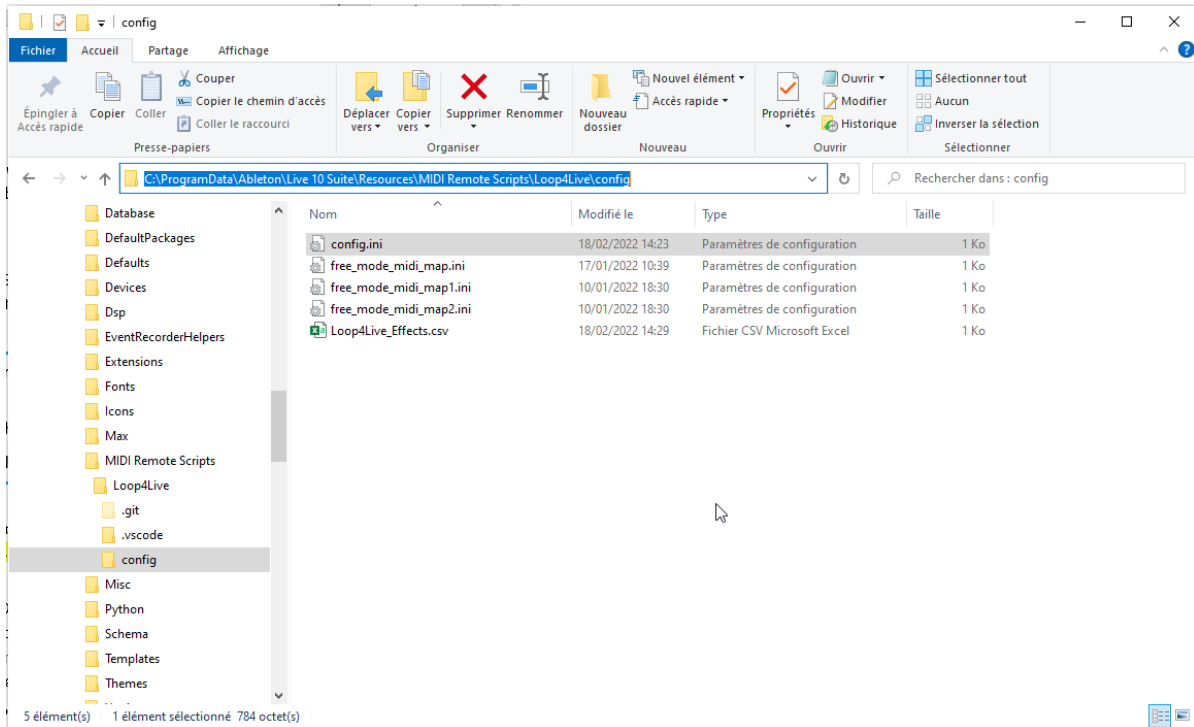 config
Fichier Accueil Partage Affichage
Épingler à Accès rapide
Copier
Coller
Couper
Copier le chemin d'accès
Coller le raccourci
Presse-papiers
Déplacer vers
Copier vers
Supprimer
Renommer
Organiser
Nouveau dossier
Nouvel élément
Accès rapide
Nouveau
Propriétés
Ouvrir
Modifier
Historique
Ouvrir
Sélectionner tout
Aucun
Inverser la sélection
Sélectionner
C:\ProgramData\Ableton\Live 10 Suite\Resources\MIDI Remote Scripts\Loop4Live\config
Rechercher dans : config
Database
DefaultPackages
Defaults
Devices
Dsp
EventRecorderHelpers
Extensions
Fonts
Icons
Max
MIDI Remote Scripts
Loop4Live
.git
.vscode
config
Misc
Python
Schema
Templates
Themes
Nom Modifié le Type Taille
config.ini 18/02/2022 14:23 Paramètres de configuration 1 Ko
free_mode_midi_map.ini 17/01/2022 10:39 Paramètres de configuration 1 Ko
free_mode_midi_map1.ini 10/01/2022 18:30 Paramètres de configuration 1 Ko
free_mode_midi_map2.ini 10/01/2022 18:30 Paramètres de configuration 1 Ko
Loop4Live_Effects.csv 18/02/2022 14:29 Fichier CSV Microsoft Excel 1 Ko
5 élément(s) 1 élément sélectionné 784 octet(s)